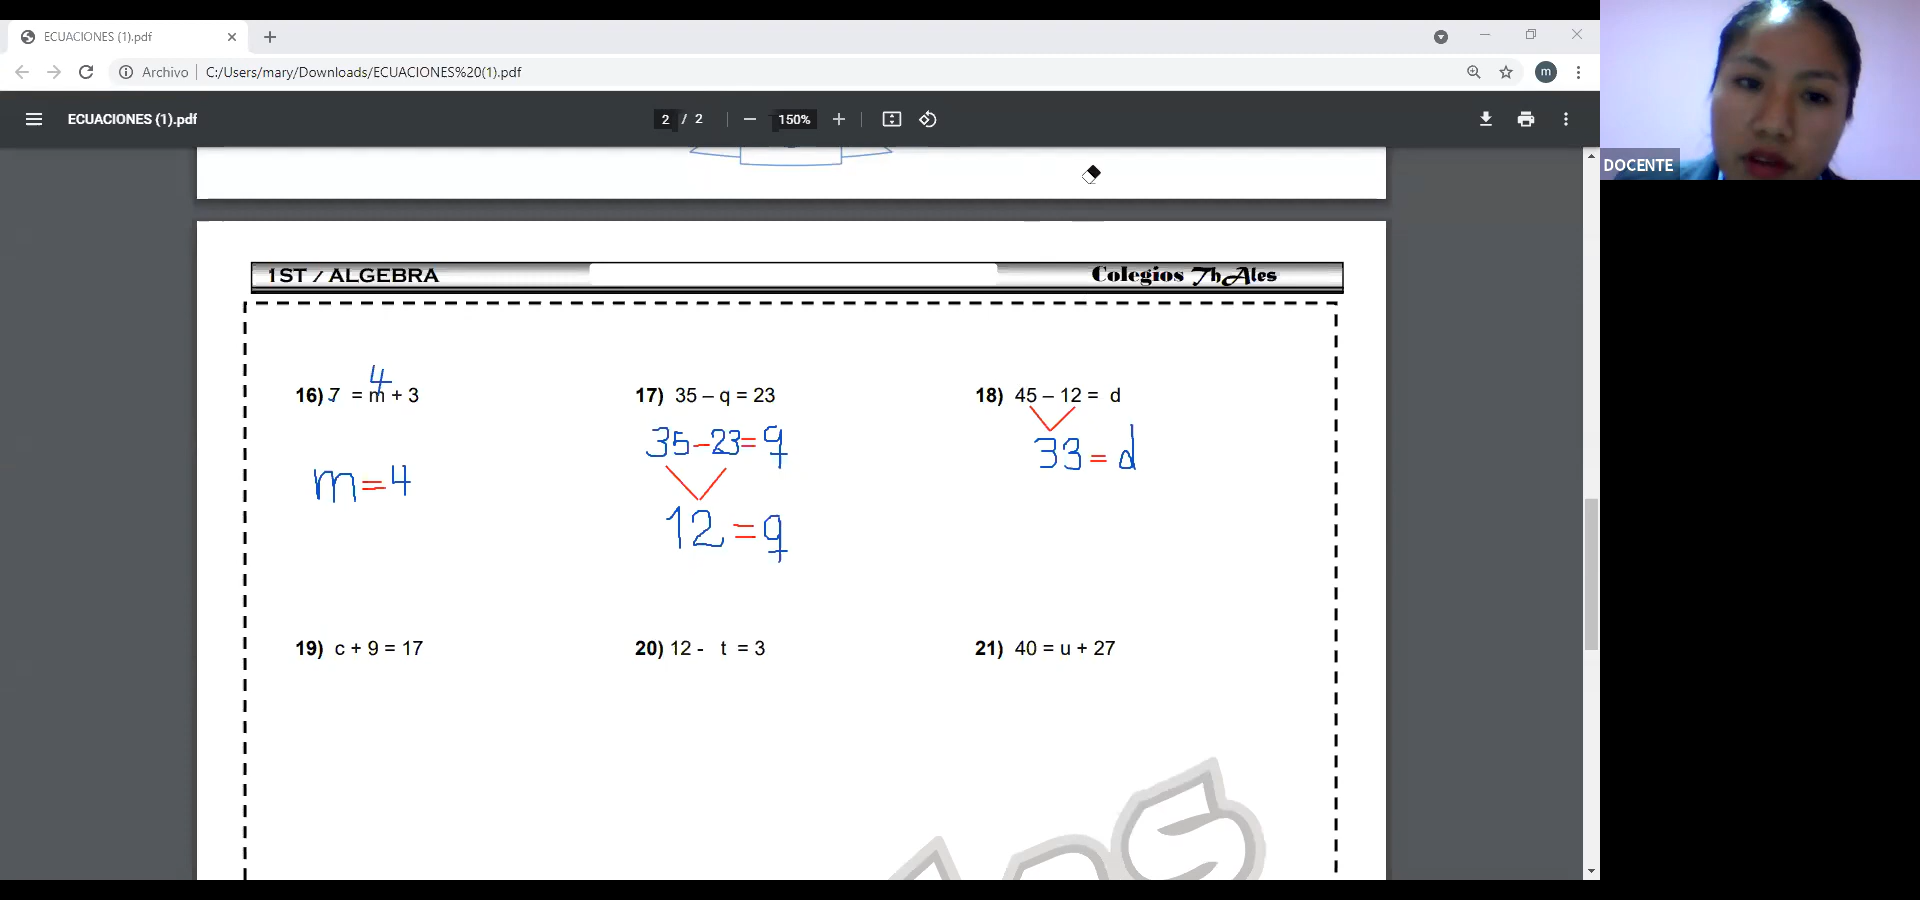 ECUACIONES (1).pdf
Archivo C:/Users/mary/Downloads/ECUACIONES%20(1).pdf
m
ECUACIONES (1).pdf
2 / 2
150%
DOCENTE
1ST / ALGEBRA
Colegios ThAles
4
16) 7 = m + 3
17) 35 – q = 23
18) 45 – 12 = d
35-23=q
33=d
m=4
12=q
19) c + 9 = 17
20) 12 - t = 3
21) 40 = u + 27